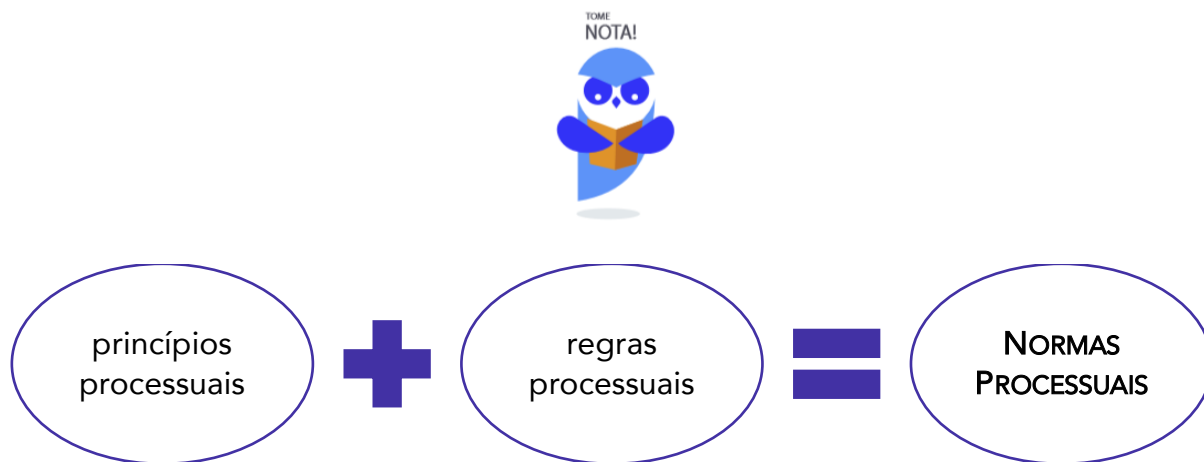 TOME
NOTA!
princípios
processuais
regras
processuais
NORMAS
PROCESSUAIS